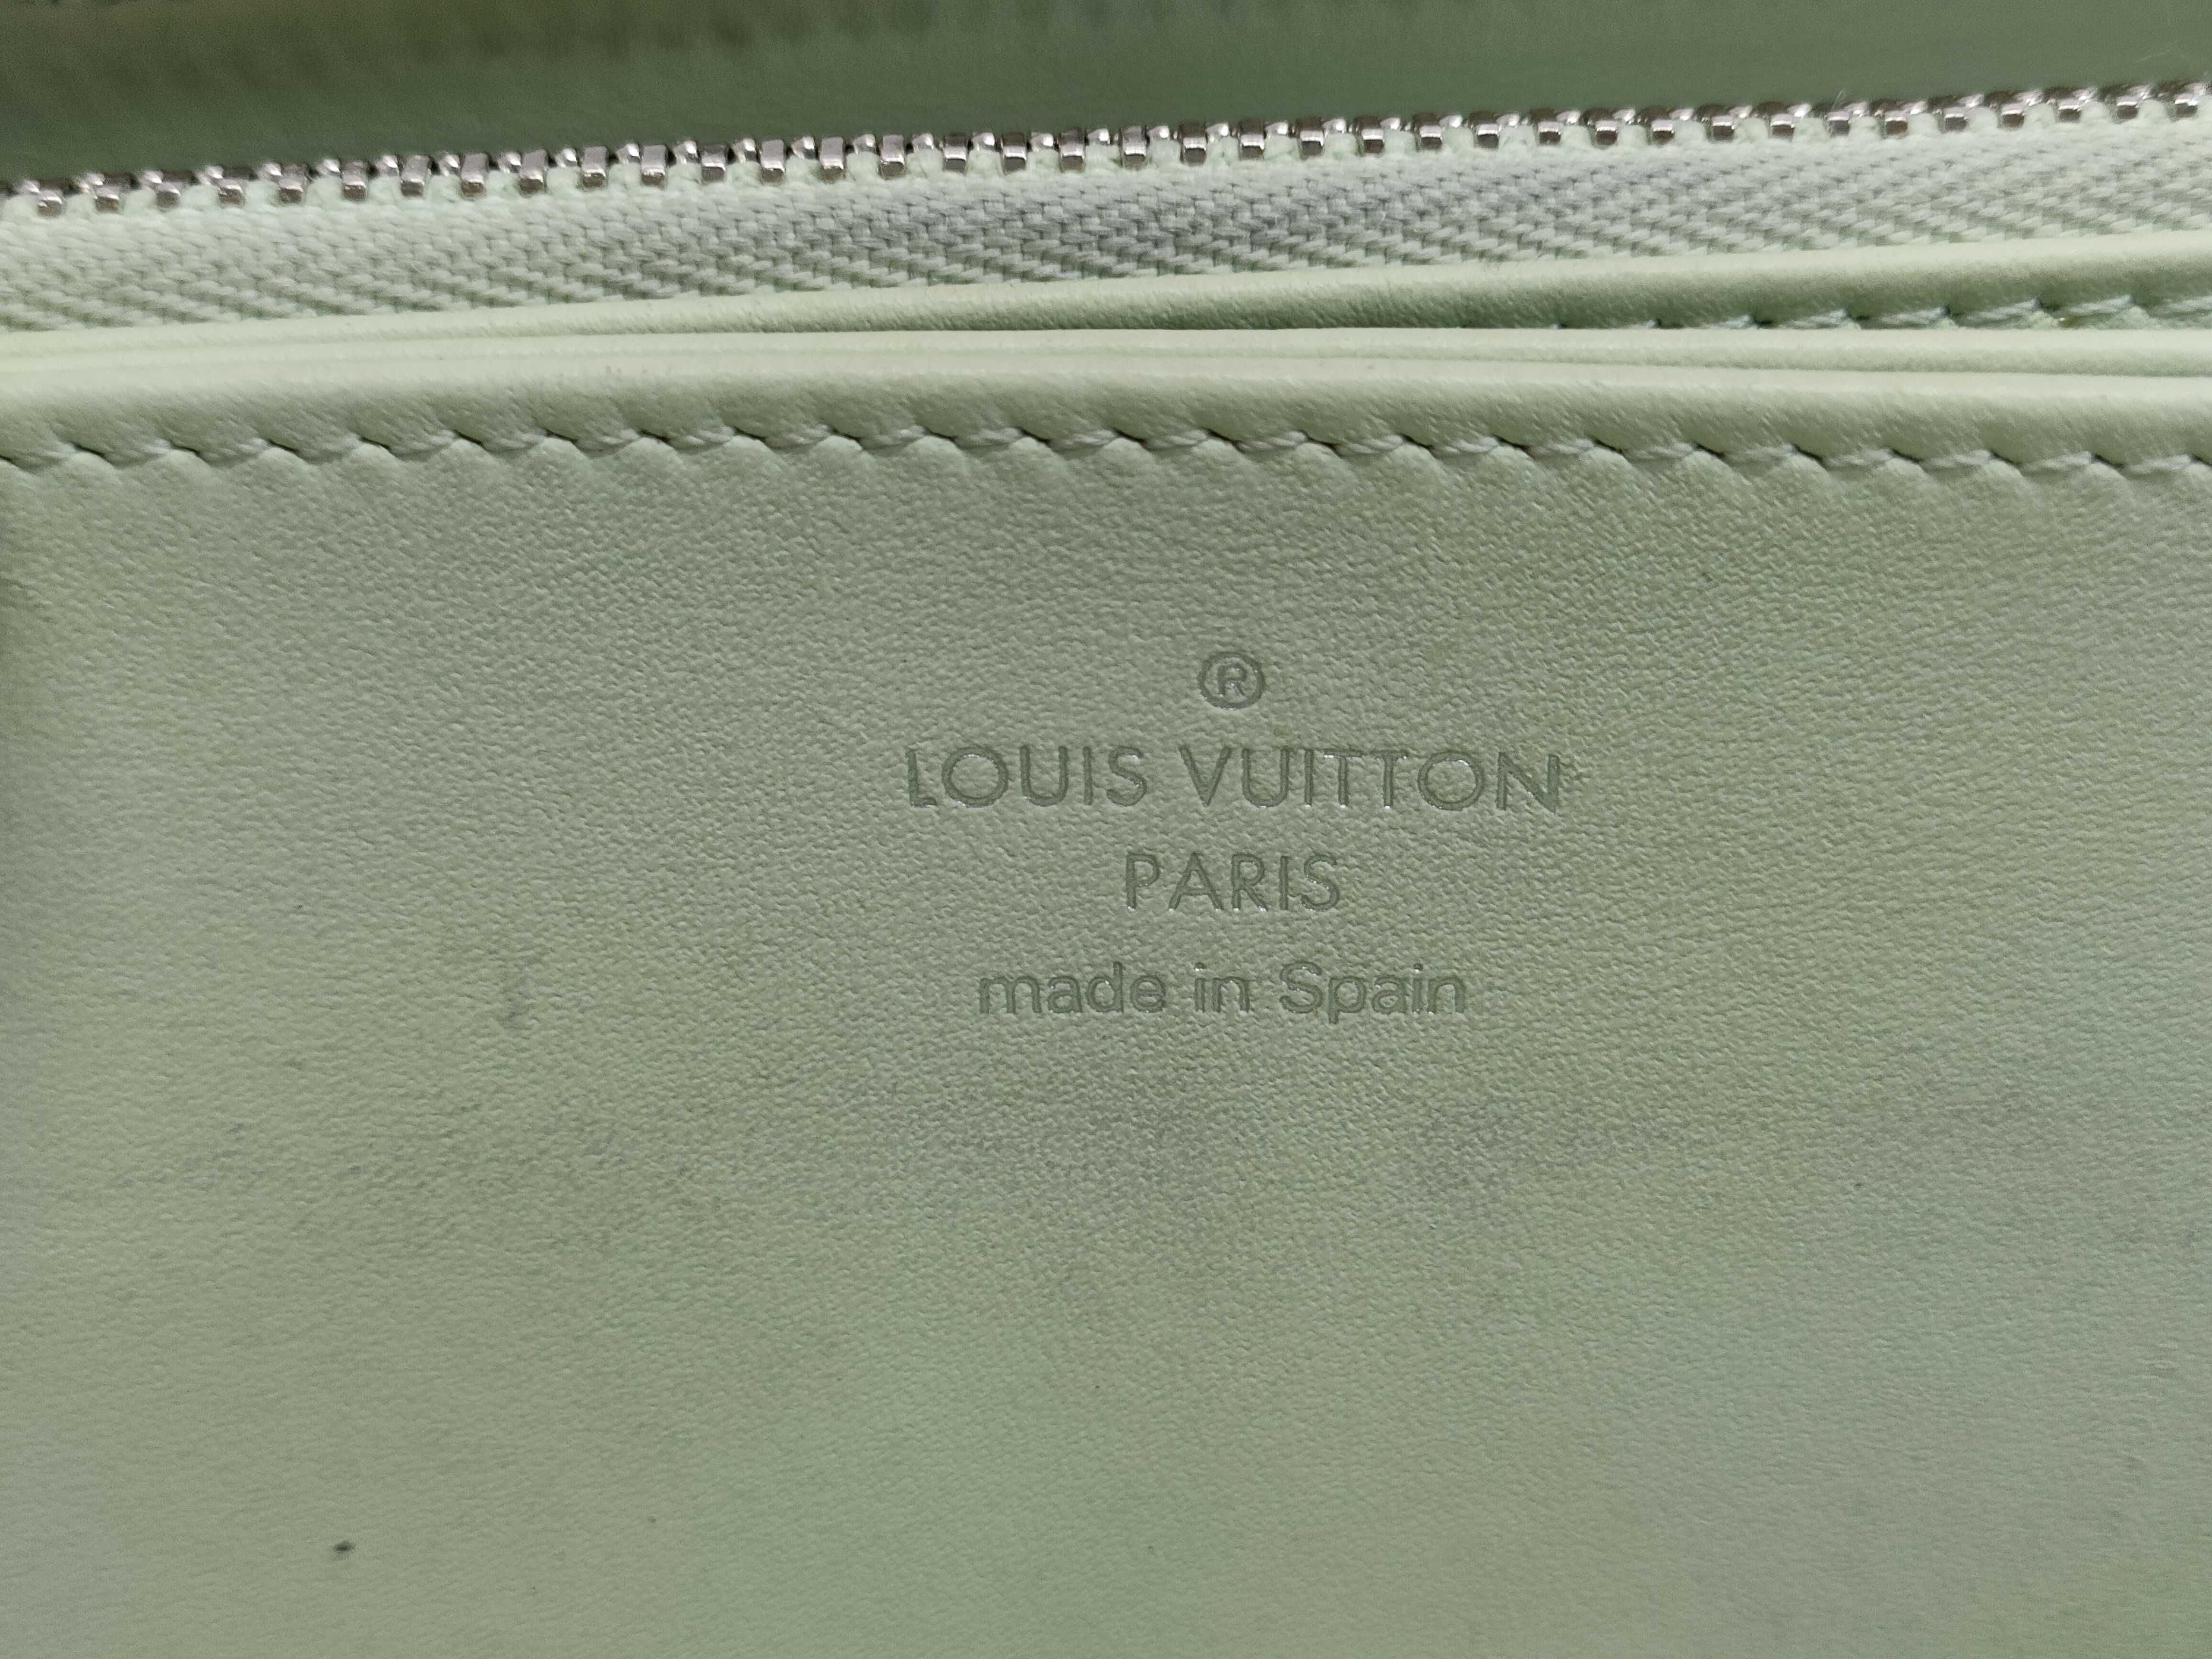 ®
LOUIS VUITTON
PARIS
made in Spain